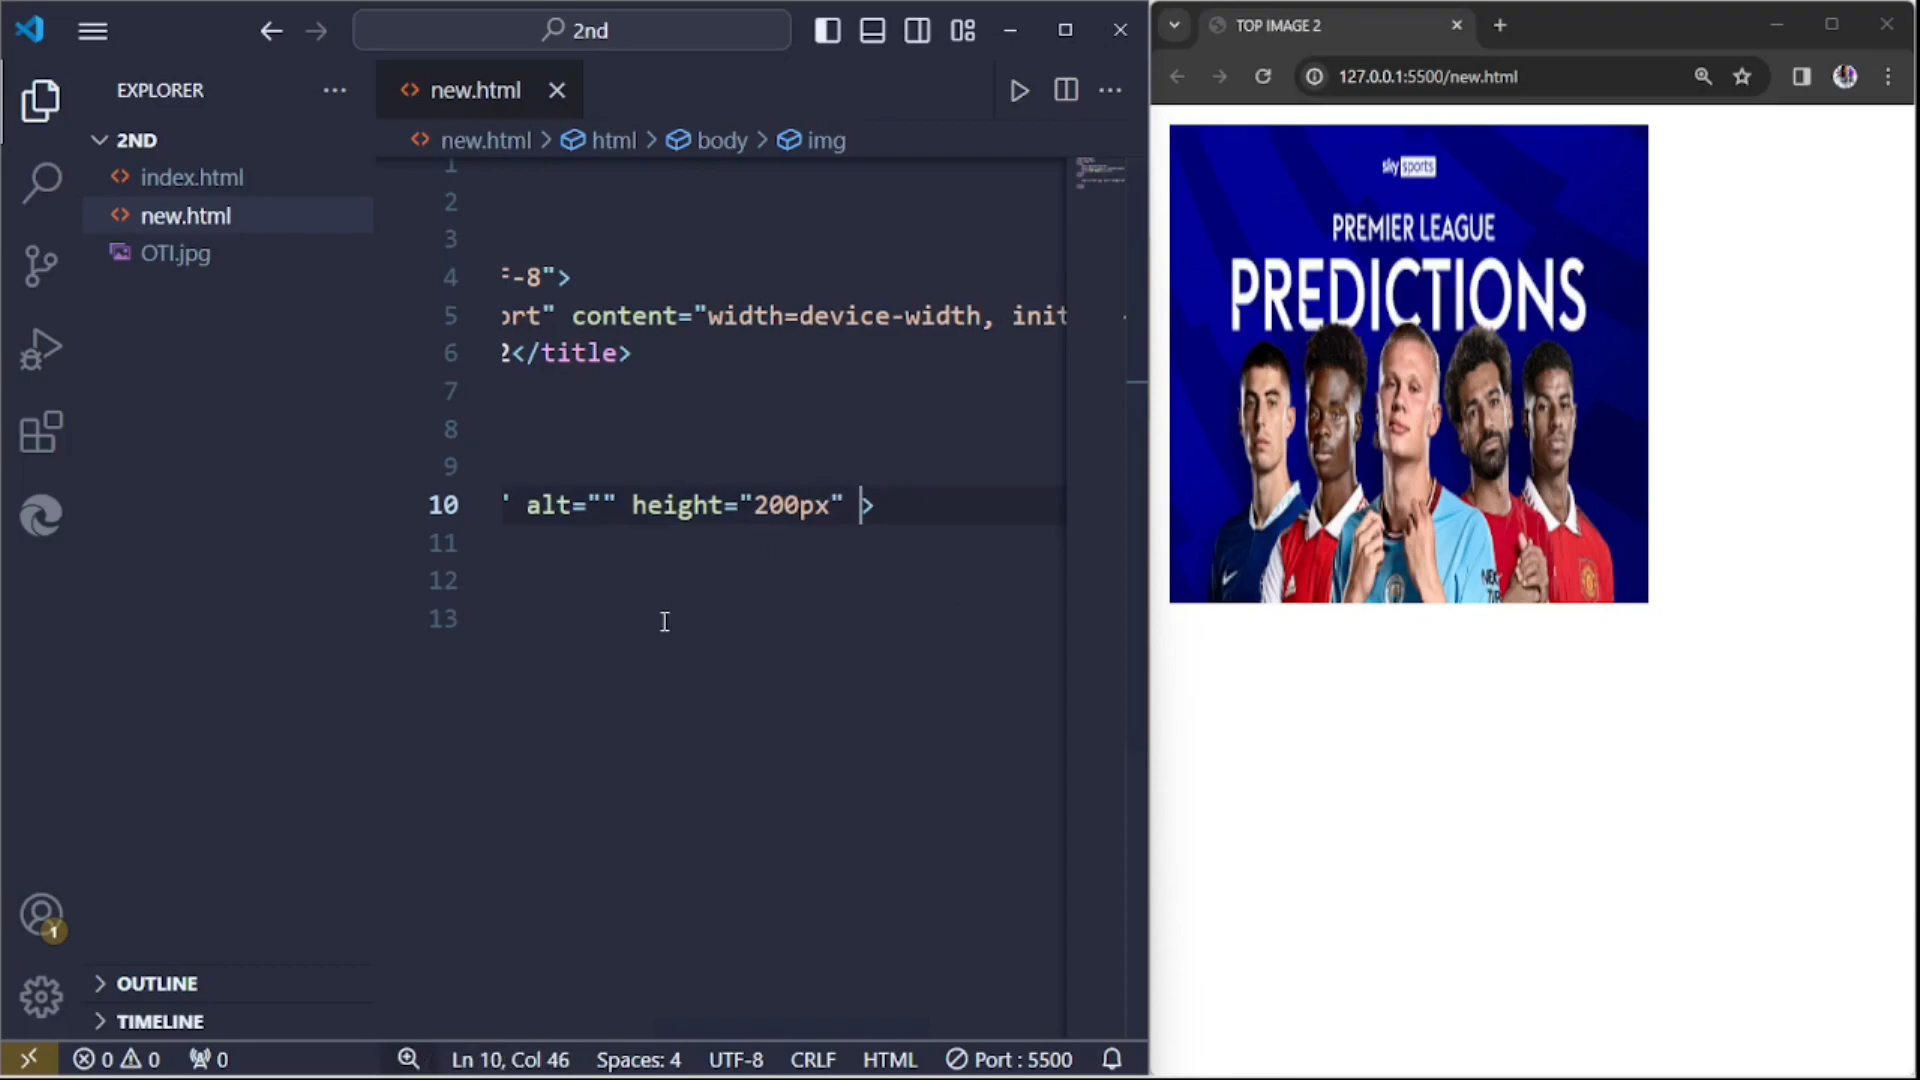 2nd
EXPLORER
2ND
index.html
new.html
OTI.jpg
OUTLINE
TIMELINE
new.html
new.html > html > body > img
1
2
3
4 F-8">
5 ort" content="width=device-width, init
6 2</title>
7
8
9
10 " alt="" height="200px" >
11
12
13
1
0 0 0
Ln 10, Col 46 Spaces: 4 UTF-8 CRLF HTML Port : 5500
TOP IMAGE 2
127.0.0.1:5500/new.html
sky sports
PREMIER LEAGUE
PREDICTIONS